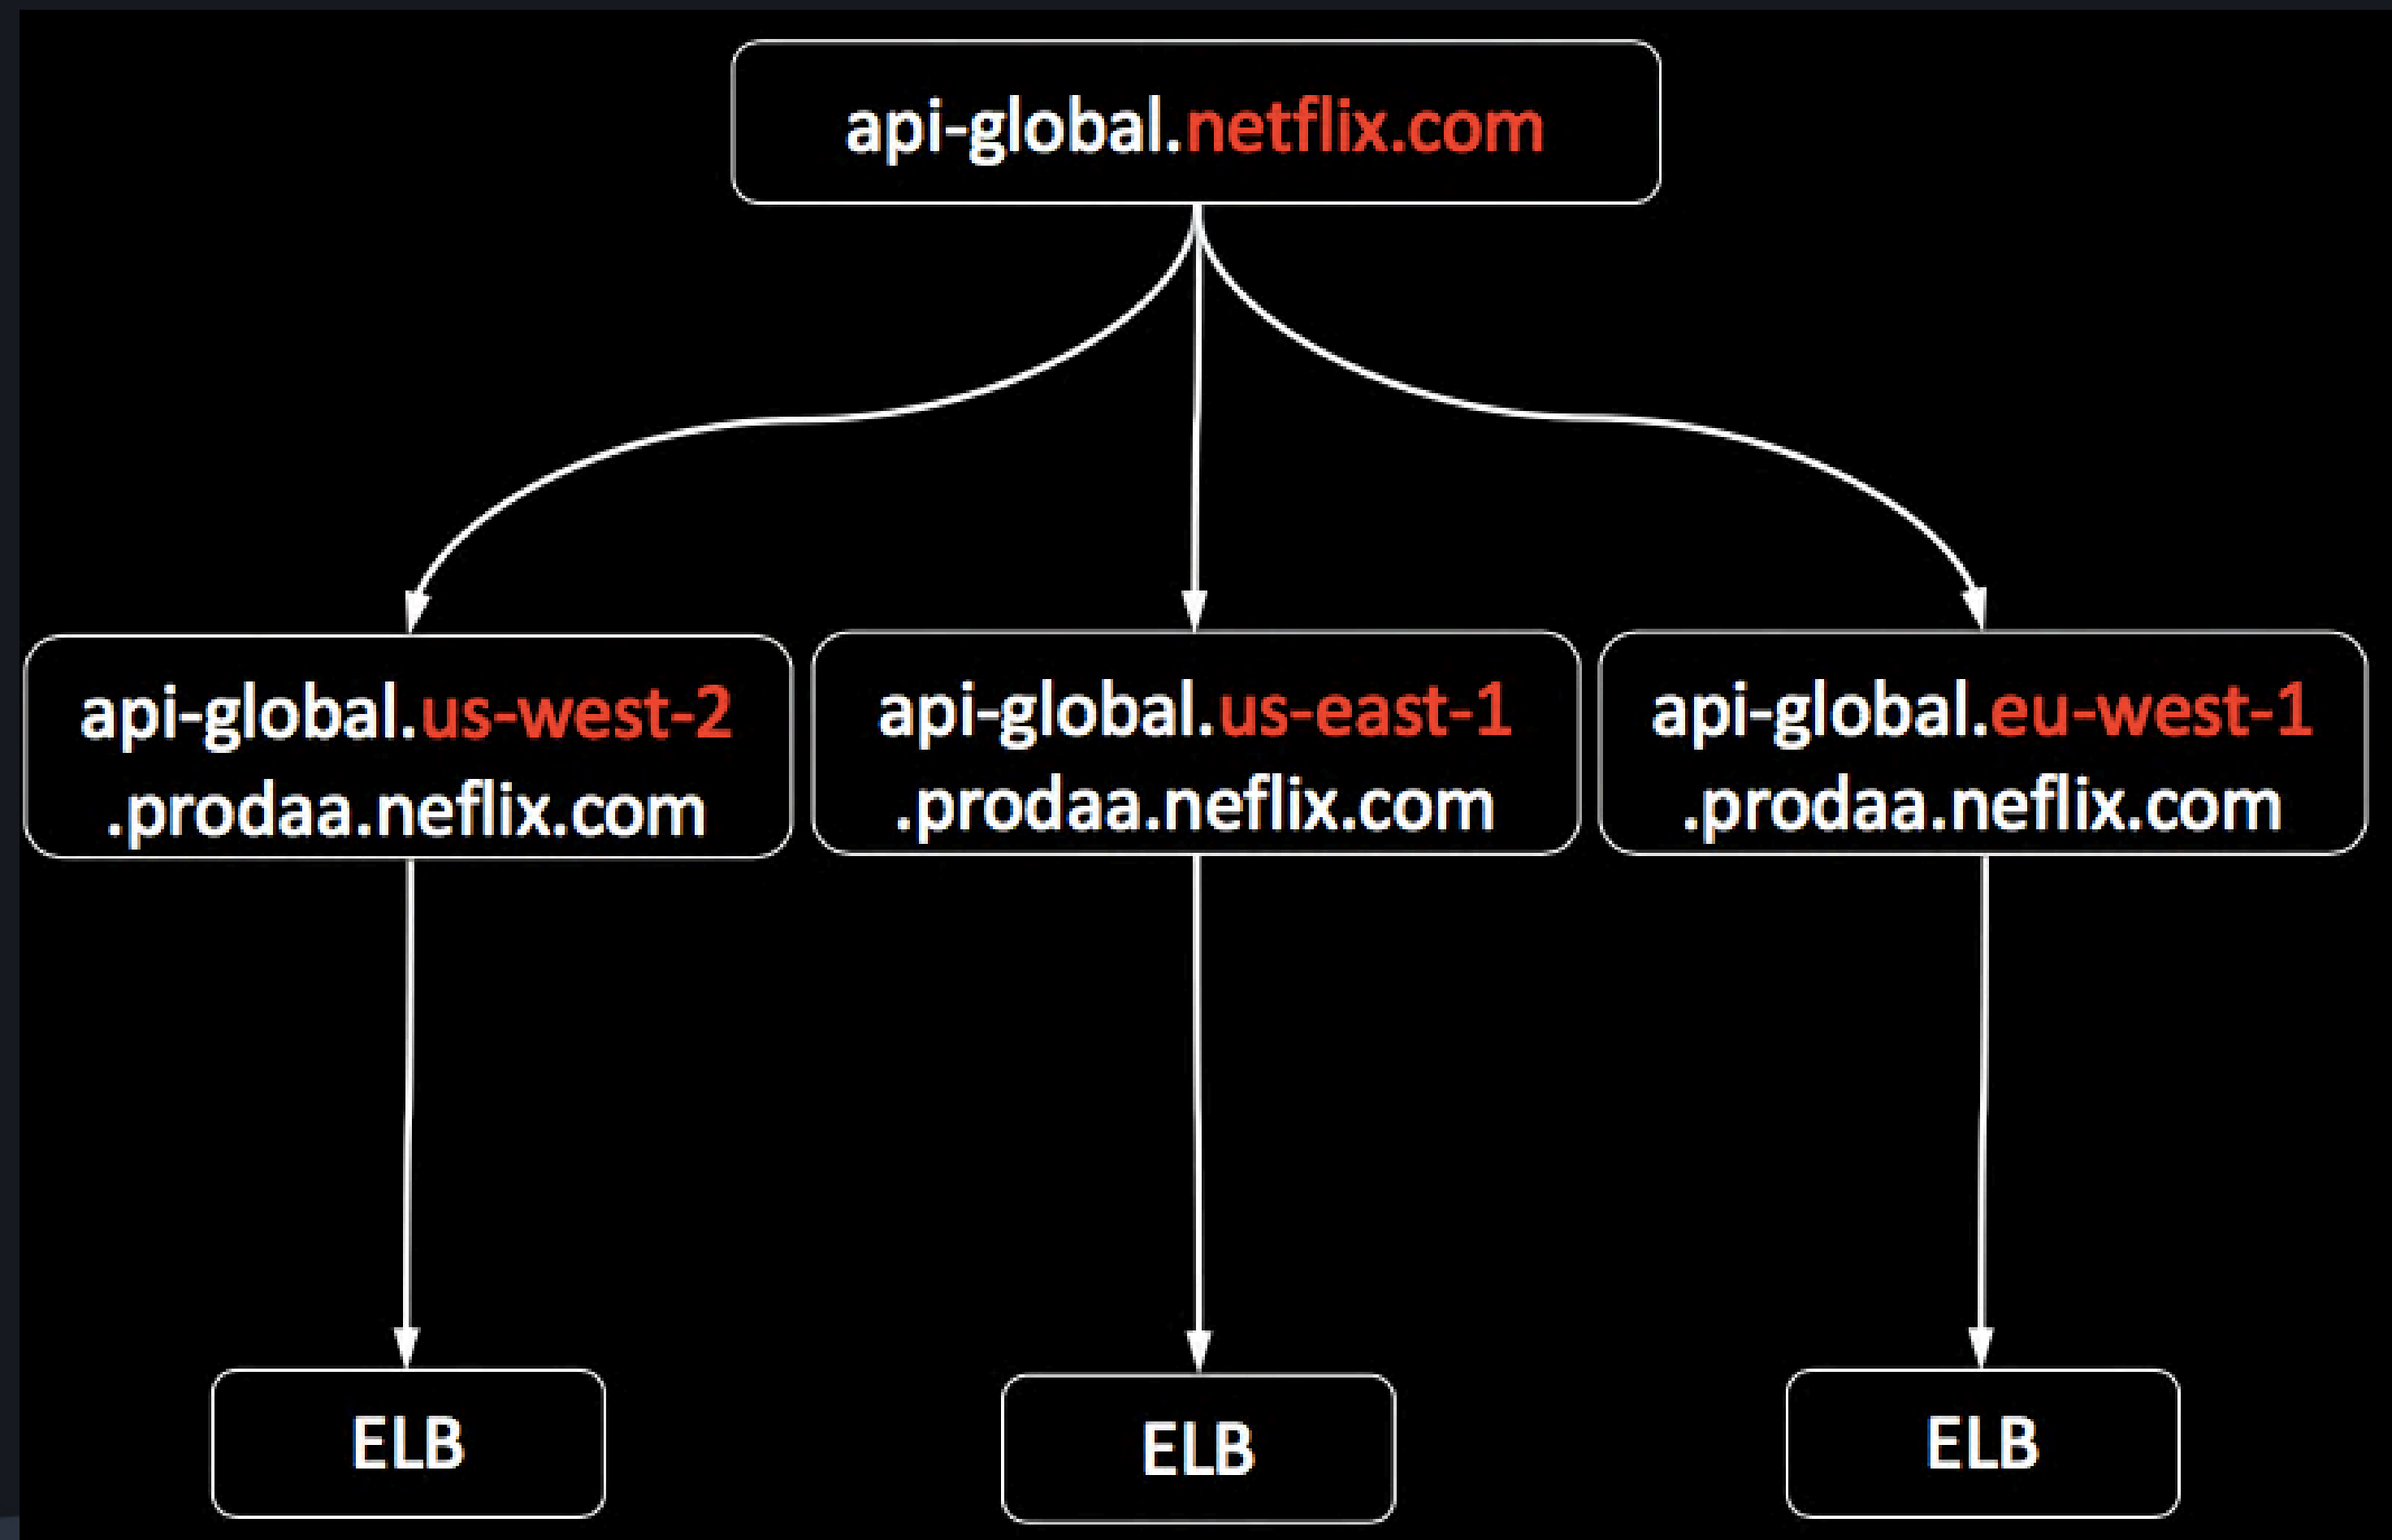 api-global.netflix.com
api-global.us-west-2
.prodaa.neflix.com
api-global.us-east-1
.prodaa.neflix.com
api-global.eu-west-1
.prodaa.neflix.com
ELB
ELB
ELB